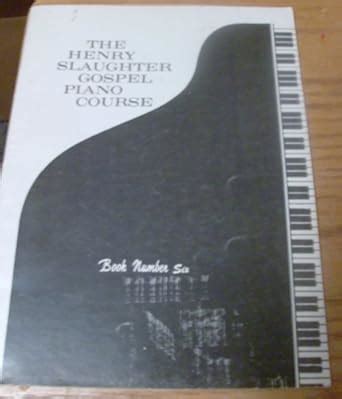 THE
HENRY
SLAUGHTER
GOSPEL
PIANO
COURSE
Book Number Six